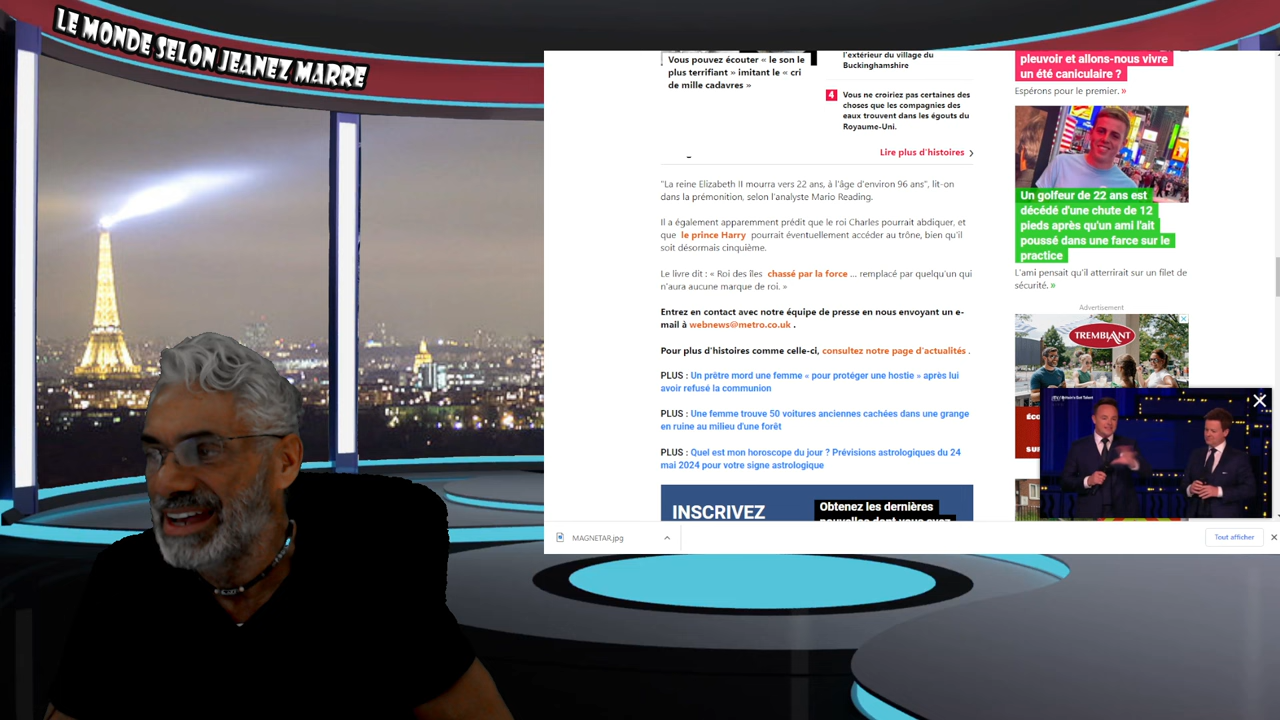 LE MONDE SELON JEANEZ MARRE
Vous pouvez écouter « le son le
plus terrifiant » imitant le « cri
de mille cadavres »
l'extérieur du village du
Buckinghamshire
4
Vous ne croiriez pas certaines des
choses que les compagnies des
eaux trouvent dans les égouts du
Royaume-Uni.
Lire plus d'histoires
"La reine Elizabeth II mourra vers 22 ans, à l'âge d'environ 96 ans", lit-on
dans la prémonition, selon l'analyste Mario Reading.
Il a également apparemment prédit que le roi Charles pourrait abdiquer, et
que le prince Harry pourrait éventuellement accéder au trône, bien qu'il
soit désormais cinquième.
Le livre dit : « Roi des îles chassé par la force ... remplacé par quelqu'un qui
n'aura aucune marque de roi. »
Entrez en contact avec notre équipe de presse en nous envoyant un e-
mail à webnews@metro.co.uk .
Pour plus d'histoires comme celle-ci, consultez notre page d'actualités .
PLUS : Un prêtre mord une femme « pour protéger une hostie » après lui
avoir refusé la communion
PLUS : Une femme trouve 50 voitures anciennes cachées dans une grange
en ruine au milieu d'une forêt
PLUS : Quel est mon horoscope du jour ? Prévisions astrologiques du 24
mai 2024 pour votre signe astrologique
INSCRIVEZ
Obtenez les dernières
pleuvoir et allons-nous vivre
un été caniculaire ?
Espérons pour le premier. »
Un golfeur de 22 ans est
décédé d'une chute de 12
pieds après qu'un ami l'ait
poussé dans une farce sur le
practice
L'ami pensait qu'il atterrirait sur un filet de
sécurité. »
Advertisement
TREMBLANT
MAGNETAR.jpg
Tout afficher